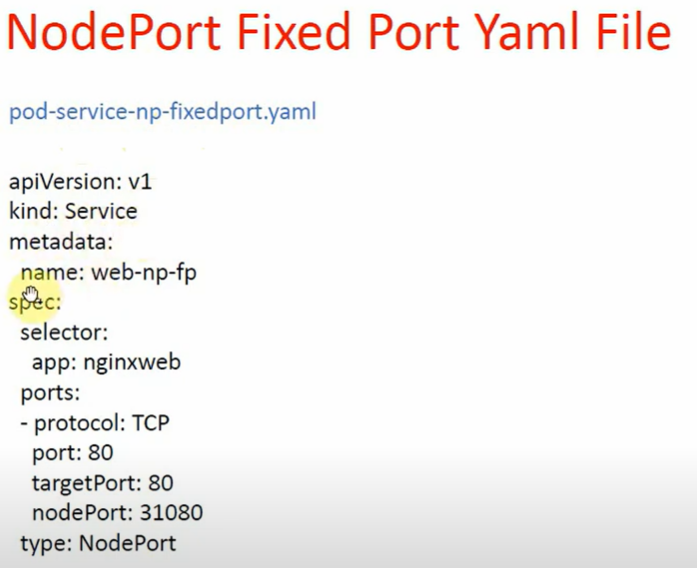 NodePort Fixed Port Yaml File
pod-service-np-fixedport.yaml
apiVersion: v1
kind: Service
metadata:
  name: web-np-fp
spec:
  selector:
    app: nginxweb
  ports:
  - protocol: TCP
    port: 80
    targetPort: 80
    nodePort: 31080
  type: NodePort